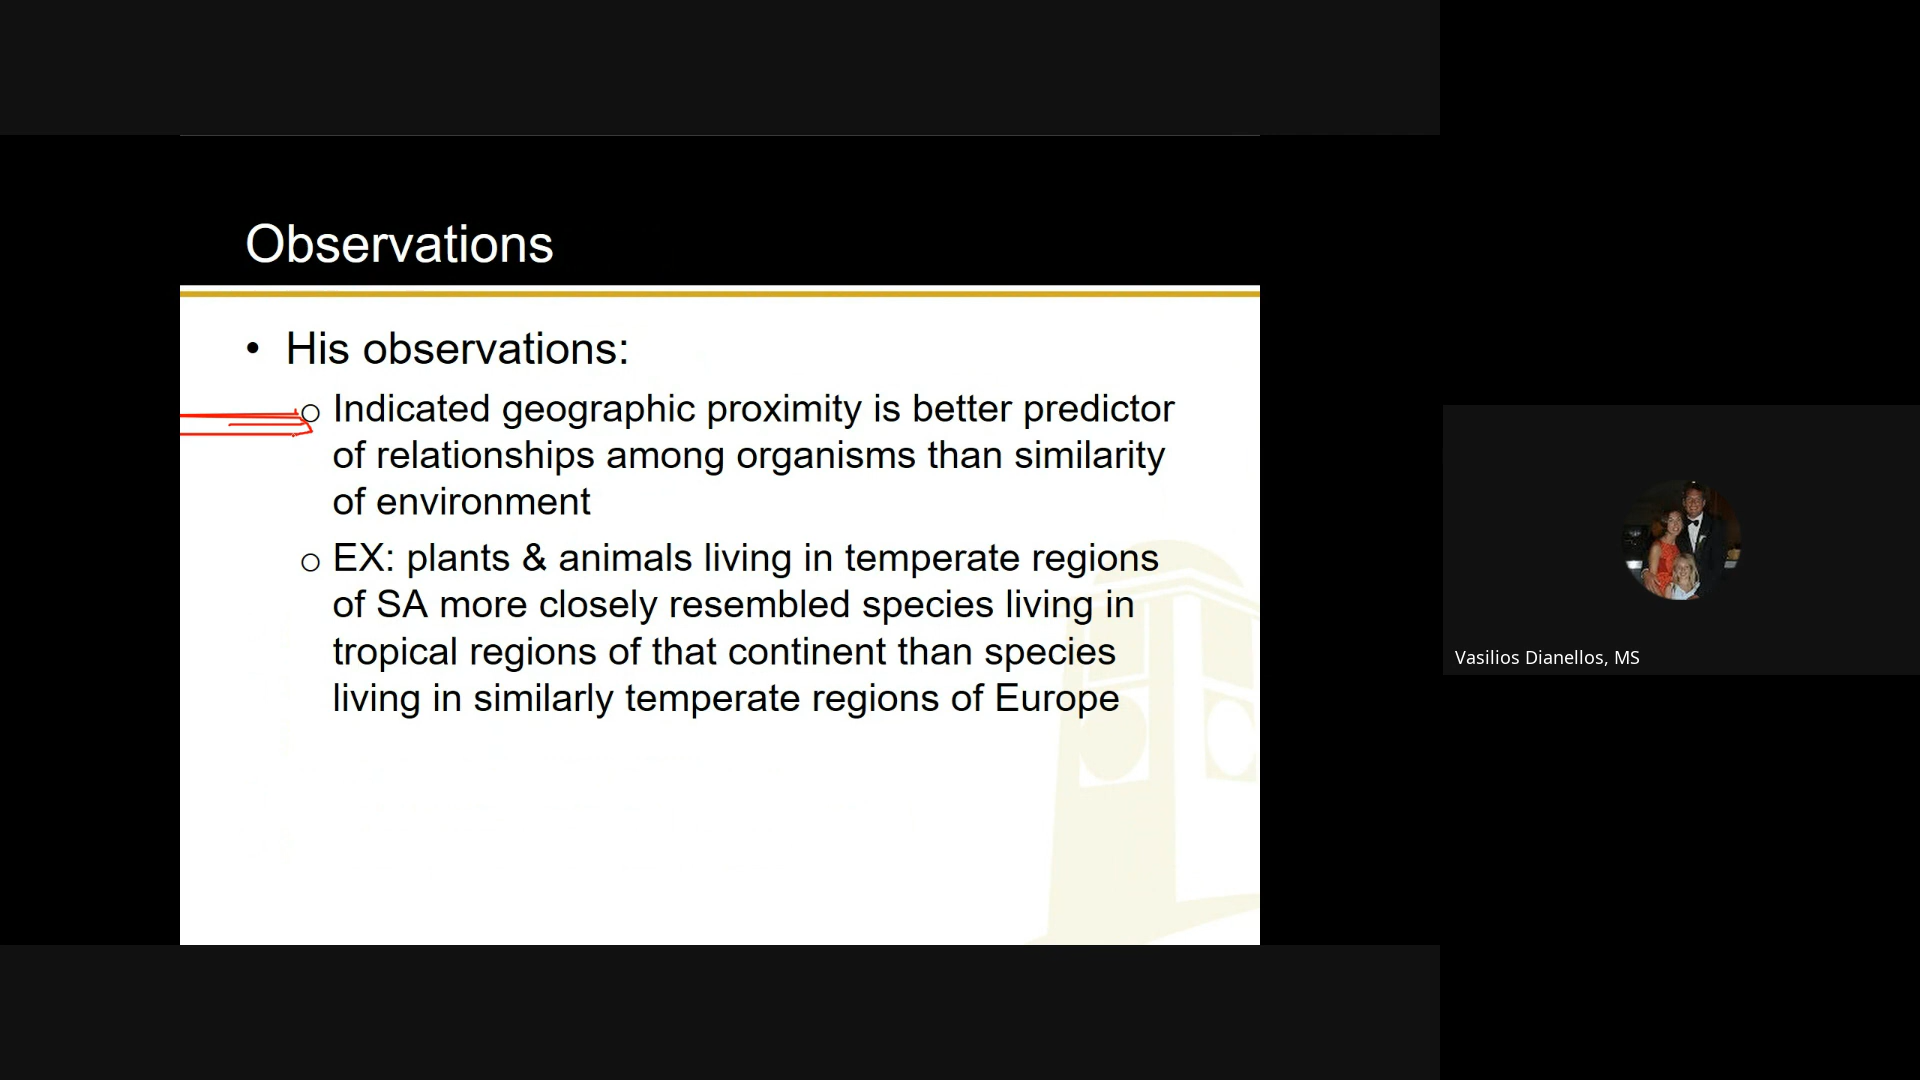 Observations
• His observations:
o Indicated geographic proximity is better predictor
of relationships among organisms than similarity
of environment
o EX: plants & animals living in temperate regions
of SA more closely resembled species living in
tropical regions of that continent than species
living in similarly temperate regions of Europe
Vasilios Dianellos, MS